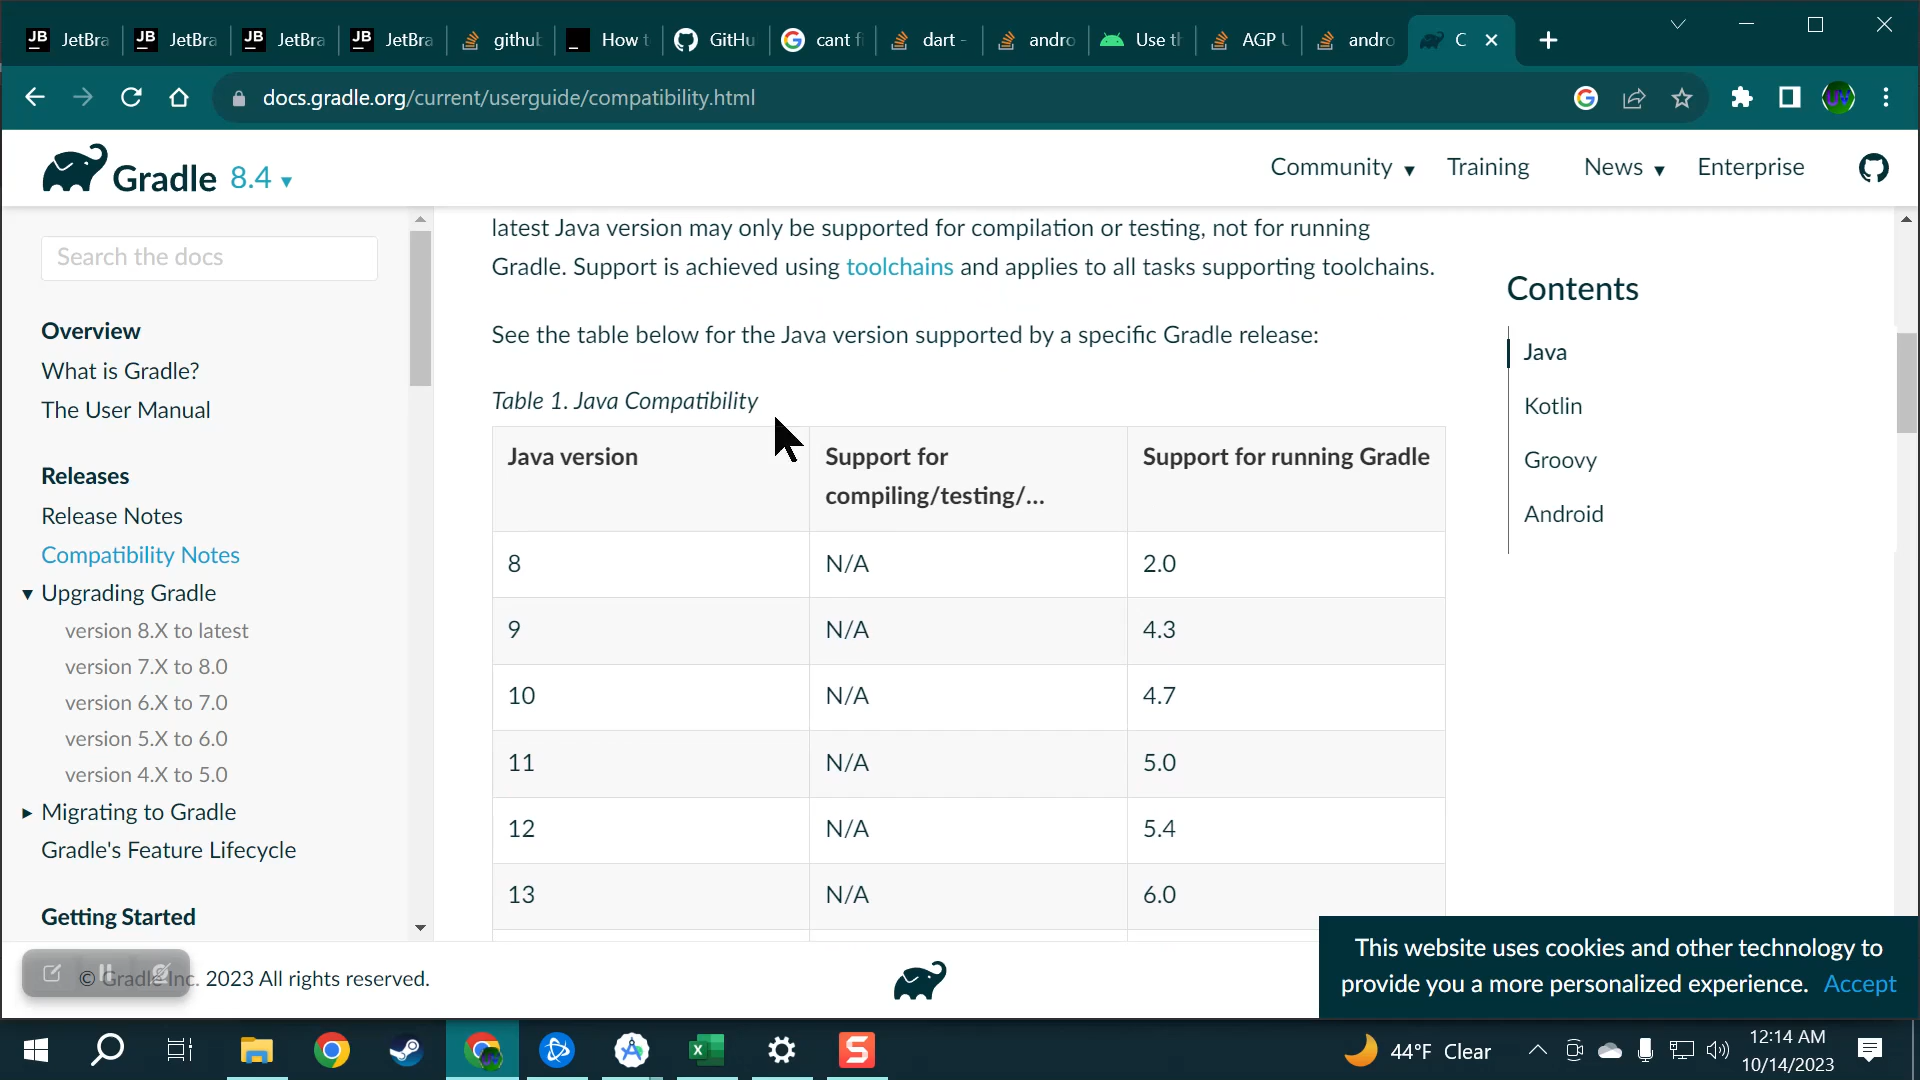 JetBra
JetBra
JetBra
JetBra
github
How t
GitHu
cant fi
dart -
andro
Use th
AGP U
andro
C
docs.gradle.org/current/userguide/compatibility.html
Gradle 8.4
Community
Training
News
Enterprise
Search the docs
Overview
What is Gradle?
The User Manual
Releases
Release Notes
Compatibility Notes
Upgrading Gradle
version 8.X to latest
version 7.X to 8.0
version 6.X to 7.0
version 5.X to 6.0
version 4.X to 5.0
Migrating to Gradle
Gradle's Feature Lifecycle
Getting Started
latest Java version may only be supported for compilation or testing, not for running
Gradle. Support is achieved using toolchains and applies to all tasks supporting toolchains.
See the table below for the Java version supported by a specific Gradle release:
Table 1. Java Compatibility
Java version
Support for
compiling/testing/...
Support for running Gradle
8 N/A 2.0
9 N/A 4.3
10 N/A 4.7
11 N/A 5.0
12 N/A 5.4
13 N/A 6.0
Contents
Java
Kotlin
Groovy
Android
© Gradle Inc. 2023 All rights reserved.
This website uses cookies and other technology to
provide you a more personalized experience. Accept
44°F Clear
12:14 AM
10/14/2023